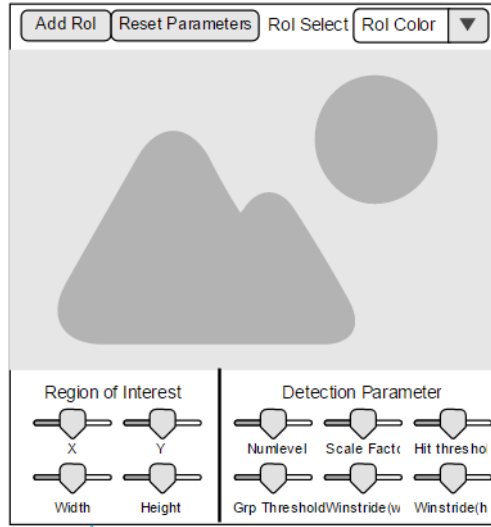 Add RoI Reset Parameters RoI Select RoI Color
Region of Interest Detection Parameter
X Y Numlevel Scale Facto Hit threshol
Width Height Grp Threshold Winstride(w Winstride(h